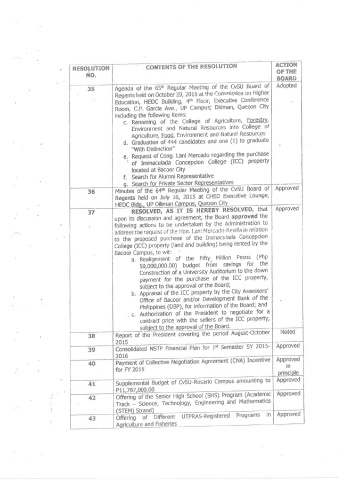 RESOLUTION NO.
CONTENTS OF THE RESOLUTION
ACTION OF THE BOARD
35
Agenda of the 65th Regular Meeting of the CvSU Board of
Regents held on October 29, 2015 at the Commission on Higher
Education, HEDC Building, 4th Floor, Executive Conference
Room, C.P. Garcia Ave., UP Campus, Diliman, Quezon City
including the following items:
c. Renaming of the College of Agriculture, Forestry,
Environment and Natural Resources into College of
Agriculture, Food, Environment and Natural Resources
d. Graduation of 444 candidates and one (1) to graduate
"With Distinction"
e. Request of Cong. Lani Mercado regarding the purchase
of Immaculada Concepcion College (ICC) property
located at Bacoor City
f. Search for Alumni Representative
g. Search for Private Sector Representatives
Adopted
36
Minutes of the 64th Regular Meeting of the CvSU Board of
Regents held on July 16, 2015 at CHED Executive Lounge,
HEDC Bldg., UP Diliman Campus, Quezon City
Approved
37
RESOLVED, AS IT IS HEREBY RESOLVED, that
upon its discussion and agreement, the Board approved the
following actions to be undertaken by the Administration to
address the request of the Hon. Lani Mercado-Revilla in relation
to the proposed purchase of the Immaculada Concepcion
College (ICC) property (land and building) being rented by the
Bacoor Campus, to wit:
a. Realignment of the Fifty Million Pesos (Php
50,000,000.00) budget from savings for the
Construction of a University Auditorium to the down
payment for the purchase of the ICC property,
subject to the approval of the Board;
b. Appraisal of the ICC property by the City Assessors'
Office of Bacoor and/or Development Bank of the
Philippines (DBP), for information of the Board; and
c. Authorization of the President to negotiate for a
contract price with the sellers of the ICC property,
subject to the approval of the Board.
Approved
38
Report of the President covering the period August-October
2015
Noted
39
Consolidated NSTP Financial Plan for 1st Semester SY 2015-
2016
Approved
40
Payment of Collective Negotiation Agreement (CNA) Incentive
for FY 2015
Approved
in
principle
41
Supplemental Budget of CvSU-Rosario Campus amounting to
P11,787,000.00
Approved
42
Offering of the Senior High School (SHS) Program (Academic
Track – Science, Technology, Engineering and Mathematics
(STEM) Strand)
Approved
43
Offering of Different UTPRAS-Registered Programs in
Agriculture and Fisheries
Approved